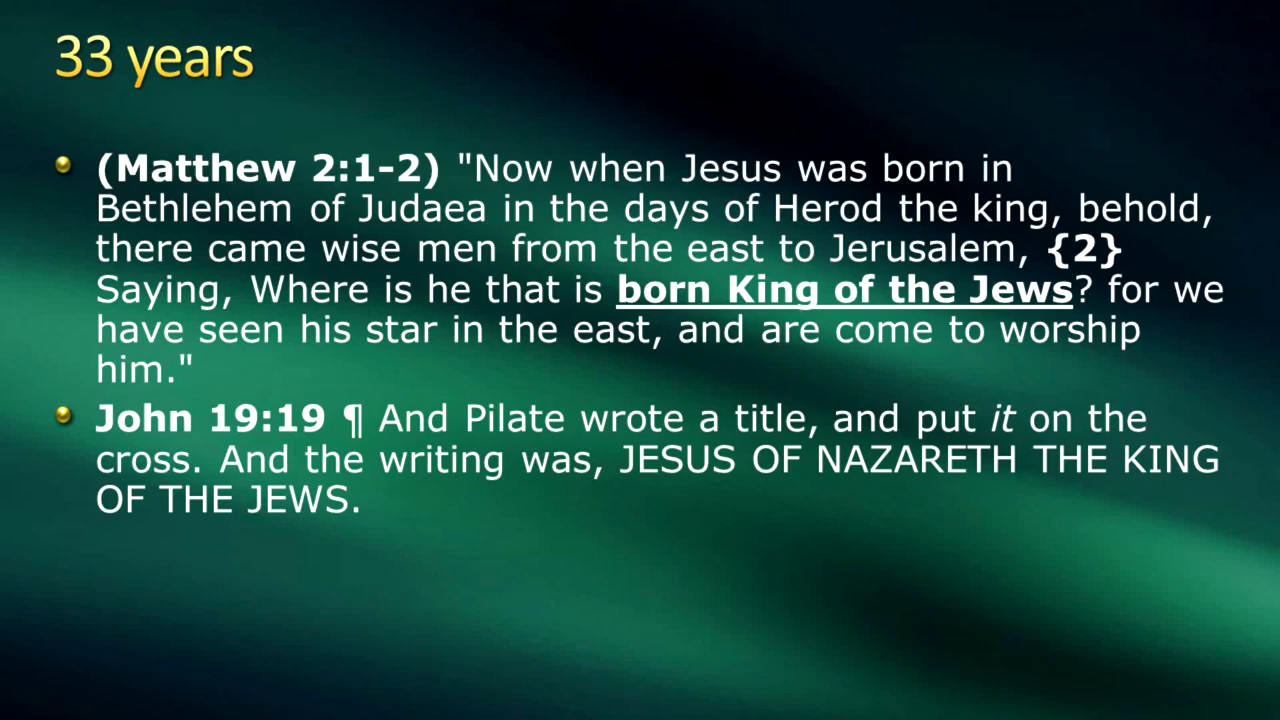 33 years
(Matthew 2:1-2) "Now when Jesus was born in
Bethlehem of Judaea in the days of Herod the king, behold,
there came wise men from the east to Jerusalem, {2}
Saying, Where is he that is born King of the Jews? for we
have seen his star in the east, and are come to worship
him."
John 19:19 ¶ And Pilate wrote a title, and put it on the
cross. And the writing was, JESUS OF NAZARETH THE KING
OF THE JEWS.